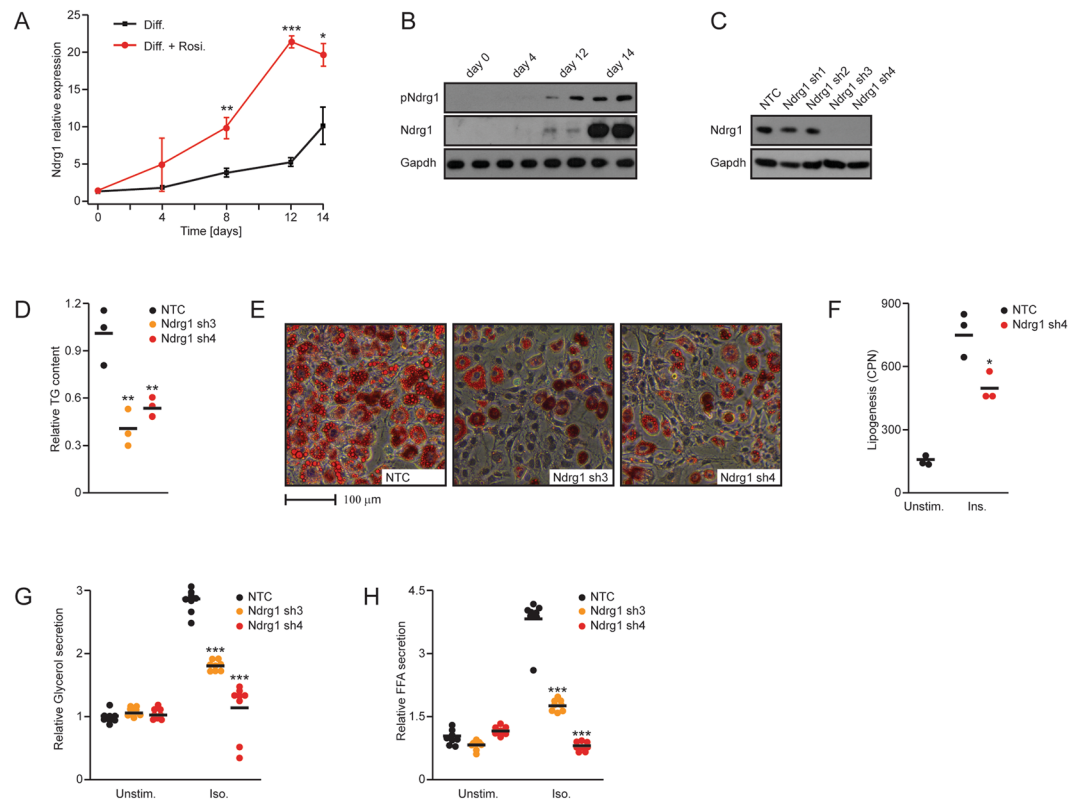 A
Diff.
Diff. + Rosi.
Ndrg1 relative expression
25
20
15
10
5
0
***
*
**
0
4
8
12
14
Time [days]
B
day 0
day 4
day 12
day 14
pNdrg1
Ndrg1
Gapdh
C
NTC
Ndrg1 sh1
Ndrg1 sh2
Ndrg1 sh3
Ndrg1 sh4
Ndrg1
Gapdh
D
NTC
Ndrg1 sh3
Ndrg1 sh4
Relative TG content
1.2
0.9
0.6
0.3
0
**
**
E
NTC
Ndrg1 sh3
Ndrg1 sh4
100 µm
F
NTC
Ndrg1 sh4
Lipogenesis (CPN)
900
600
430
150
0
*
Unstim.
Ins.
G
NTC
Ndrg1 sh3
Ndrg1 sh4
Relative Glycerol secretion
3
2
1
0
***
***
Unstim.
Iso.
H
NTC
Ndrg1 sh3
Ndrg1 sh4
Relative FFA secretion
4.5
3.0
1.5
0
***
***
Unstim.
Iso.